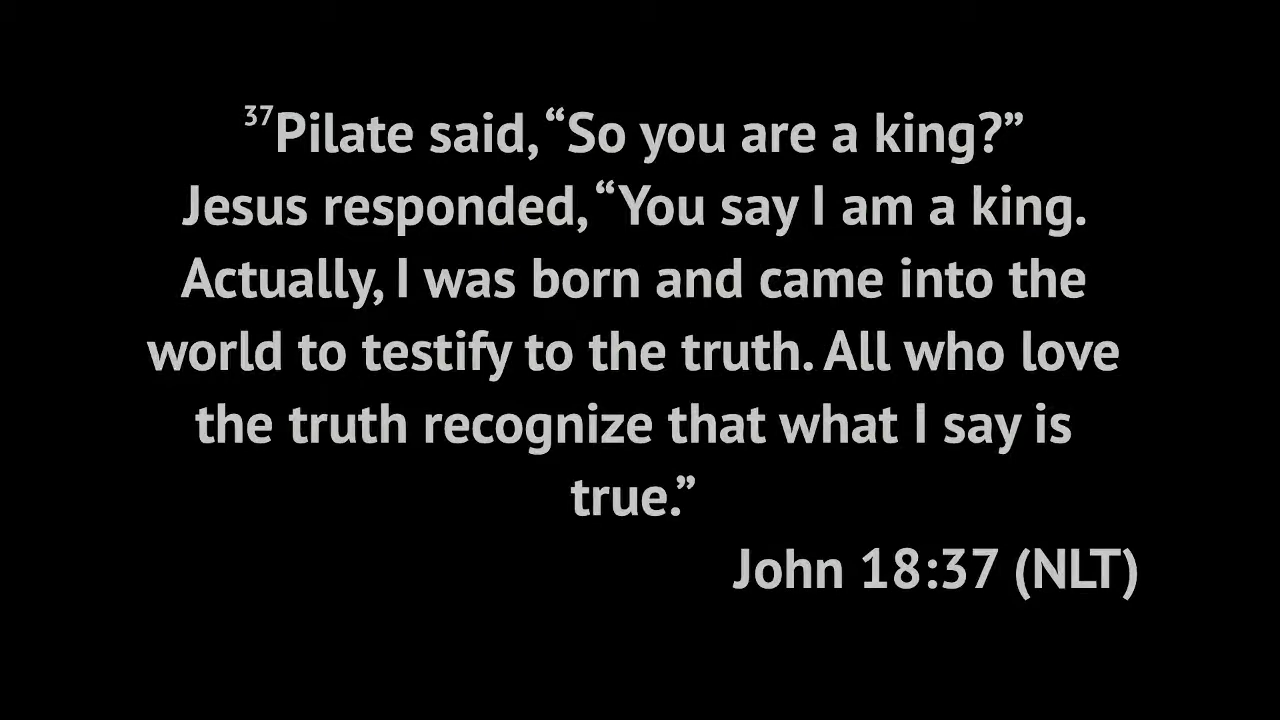 ³⁷Pilate said, “So you are a king?”
Jesus responded, “You say I am a king.
Actually, I was born and came into the
world to testify to the truth. All who love
the truth recognize that what I say is
true.”
John 18:37 (NLT)